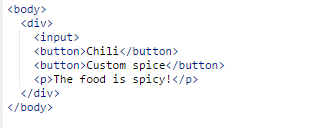 <body>
<div>
<input>
<button>Chili</button>
<button>Custom spice</button>
<p>The food is spicy!</p>
</div>
</body>